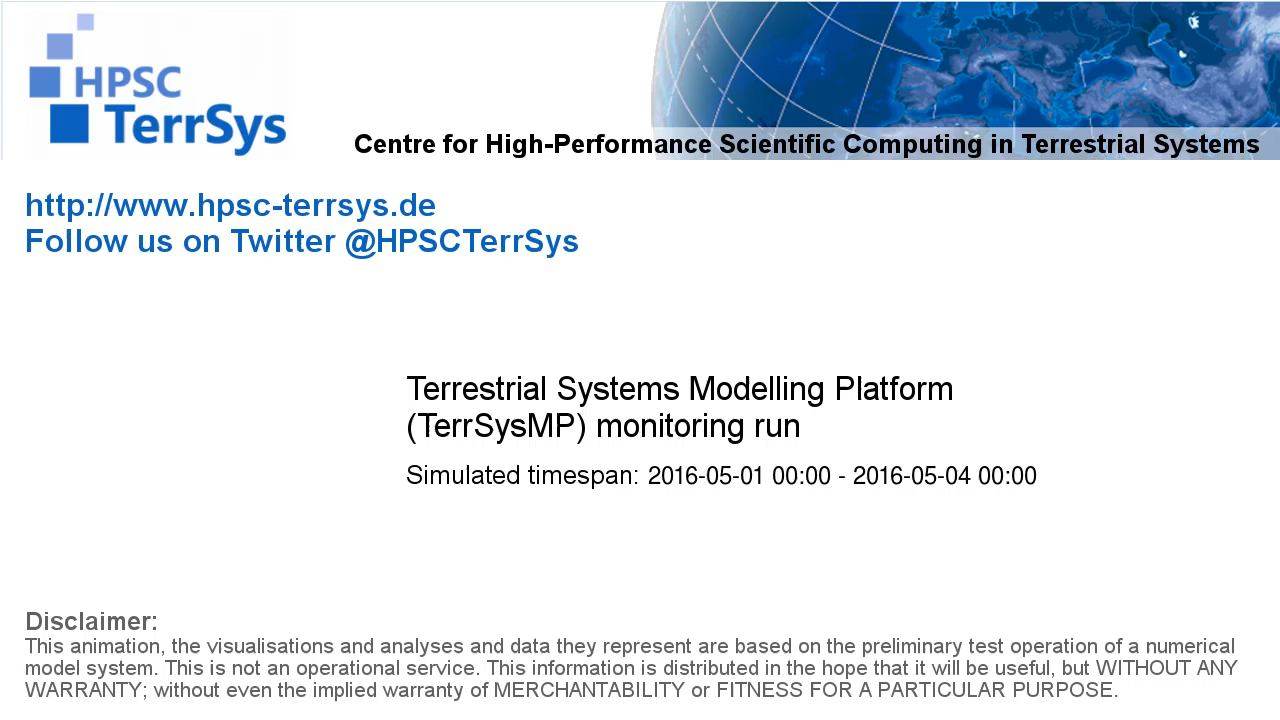 HPSC
TerrSys
Centre for High-Performance Scientific Computing in Terrestrial Systems
http://www.hpsc-terrsys.de
Follow us on Twitter @HPSCTerrSys
Terrestrial Systems Modelling Platform
(TerrSysMP) monitoring run
Simulated timespan: 2016-05-01 00:00 - 2016-05-04 00:00
Disclaimer:
This animation, the visualisations and analyses and data they represent are based on the preliminary test operation of a numerical
model system. This is not an operational service. This information is distributed in the hope that it will be useful, but WITHOUT ANY
WARRANTY; without even the implied warranty of MERCHANTABILITY or FITNESS FOR A PARTICULAR PURPOSE.